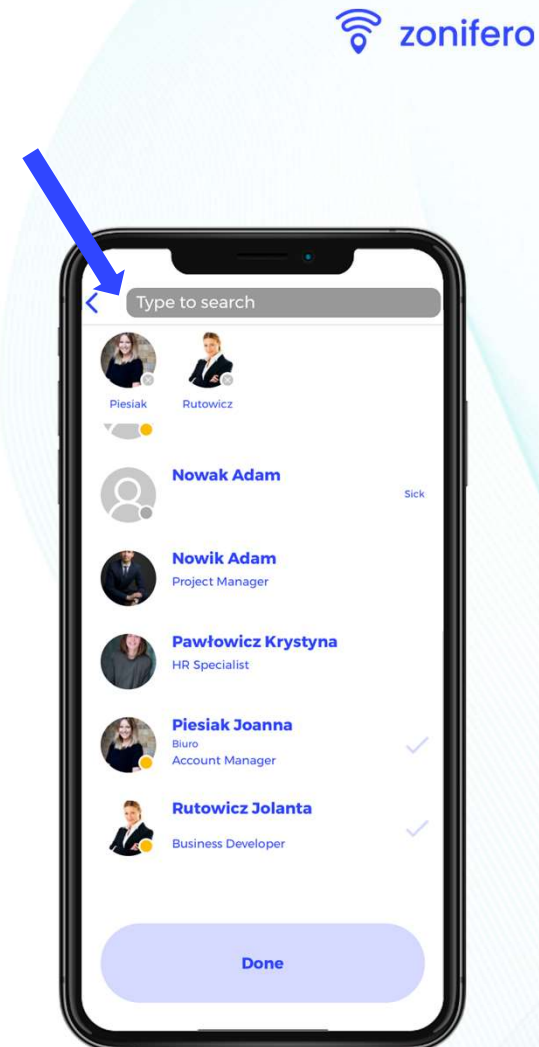 zonifero
Type to search
Piesiak Rutowicz
Nowak Adam
Sick
Nowik Adam
Project Manager
Pawłowicz Krystyna
HR Specialist
Piesiak Joanna
Biuro
Account Manager
Rutowicz Jolanta
Business Developer
Done